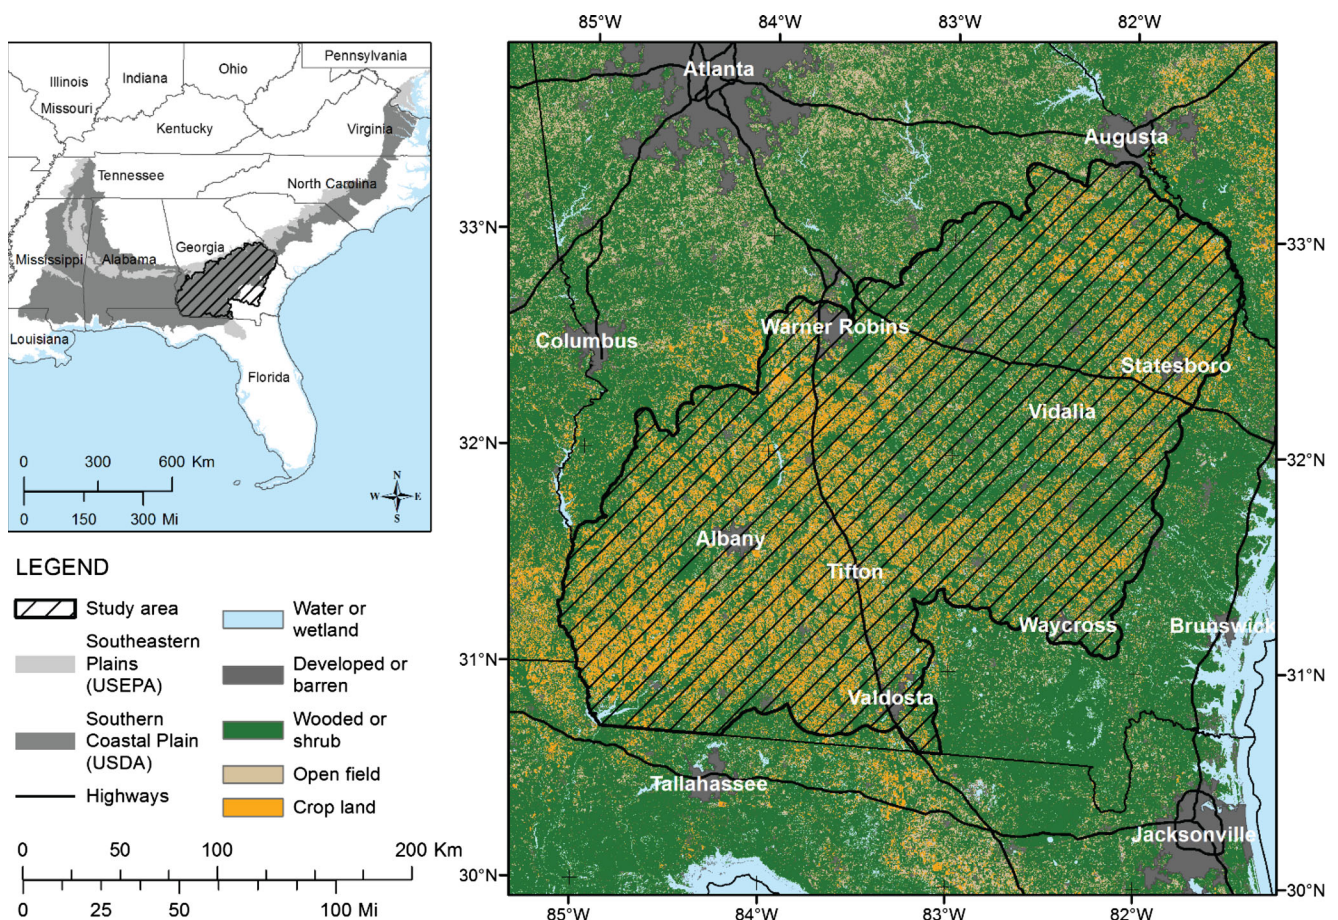 Pennsylvania
Illinois
Indiana
Ohio
Missouri
Kentucky
Virginia
Tennessee
North Carolina
Georgia
Mississippi
Alabama
Louisiana
Florida
0 300 600 Km
0 150 300 Mi
N
W E
S
LEGEND
Study area
Southeastern
Plains
(USEPA)
Southern
Coastal Plain
(USDA)
Highways
Water or
wetland
Developed or
barren
Wooded or
shrub
Open field
Crop land
0 50 100 200 Km
0 25 50 100 Mi
85°W 84°W 83°W 82°W
Atlanta
Augusta
33°N
33°N
Warner Robins
Columbus
Statesboro
Vidalia
32°N
32°N
Albany
Tifton
Waycross
Brunswick
31°N
31°N
Valdosta
Tallahassee
Jacksonville
30°N
30°N
85°W 84°W 83°W 82°W